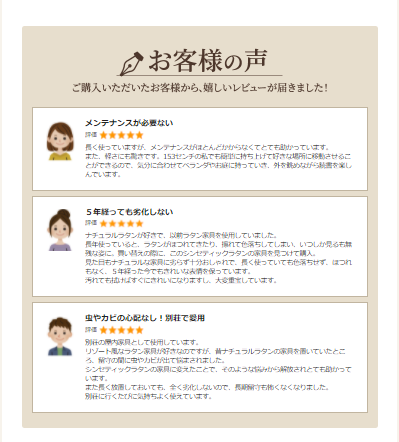 お客様の声
ご購入いただいたお客様から、嬉しいレビューが届きました！
メンテナンスが必要ない
評価 ★★★★★
長く使っていますが、メンテナンスがほとんどかからなくてとても助かっています。
また、軽さにも驚きです。153センチの私でも簡単に持ち上げて好きな場所に移動させるこ
とができるので、気分に合わせてベランダやお庭に持っていき、外を眺めながら読書を楽し
んでいます。
5年経っても劣化しない
評価 ★★★★★
ナチュラルラタンが好きで、以前ラタン家具を使用していました。
長年使っていると、ラタンがほつれてきたり、擦れて色落ちしてしまい、いつしか見るも無
残な姿に。買い替えの際に、このシンセティックラタンの家具を見つけて購入。
見た目もナチュラルな家具に劣らず十分おしゃれで、長く使っていても色落ちせず、ほつれ
もなく、5年経った今でもきれいな表情を保っています。
汚れても拭けばすぐにきれいになりますし、大変重宝しています。
虫やカビの心配なし！別荘で愛用
評価 ★★★★★
別荘の屋内家具として使用しています。
リゾート風なラタン家具が好きなのですが、昔ナチュラルラタンの家具を置いていたとこ
ろ、留守の間に虫やカビが出て悩まされました。
シンセティックラタンの家具に変えたことで、そのような悩みから解放されとても助かって
います。
また長く放置しておいても、全く劣化しないので、長期留守も怖くなくなりました。
別荘に行くたびに気持ちよく使えています。